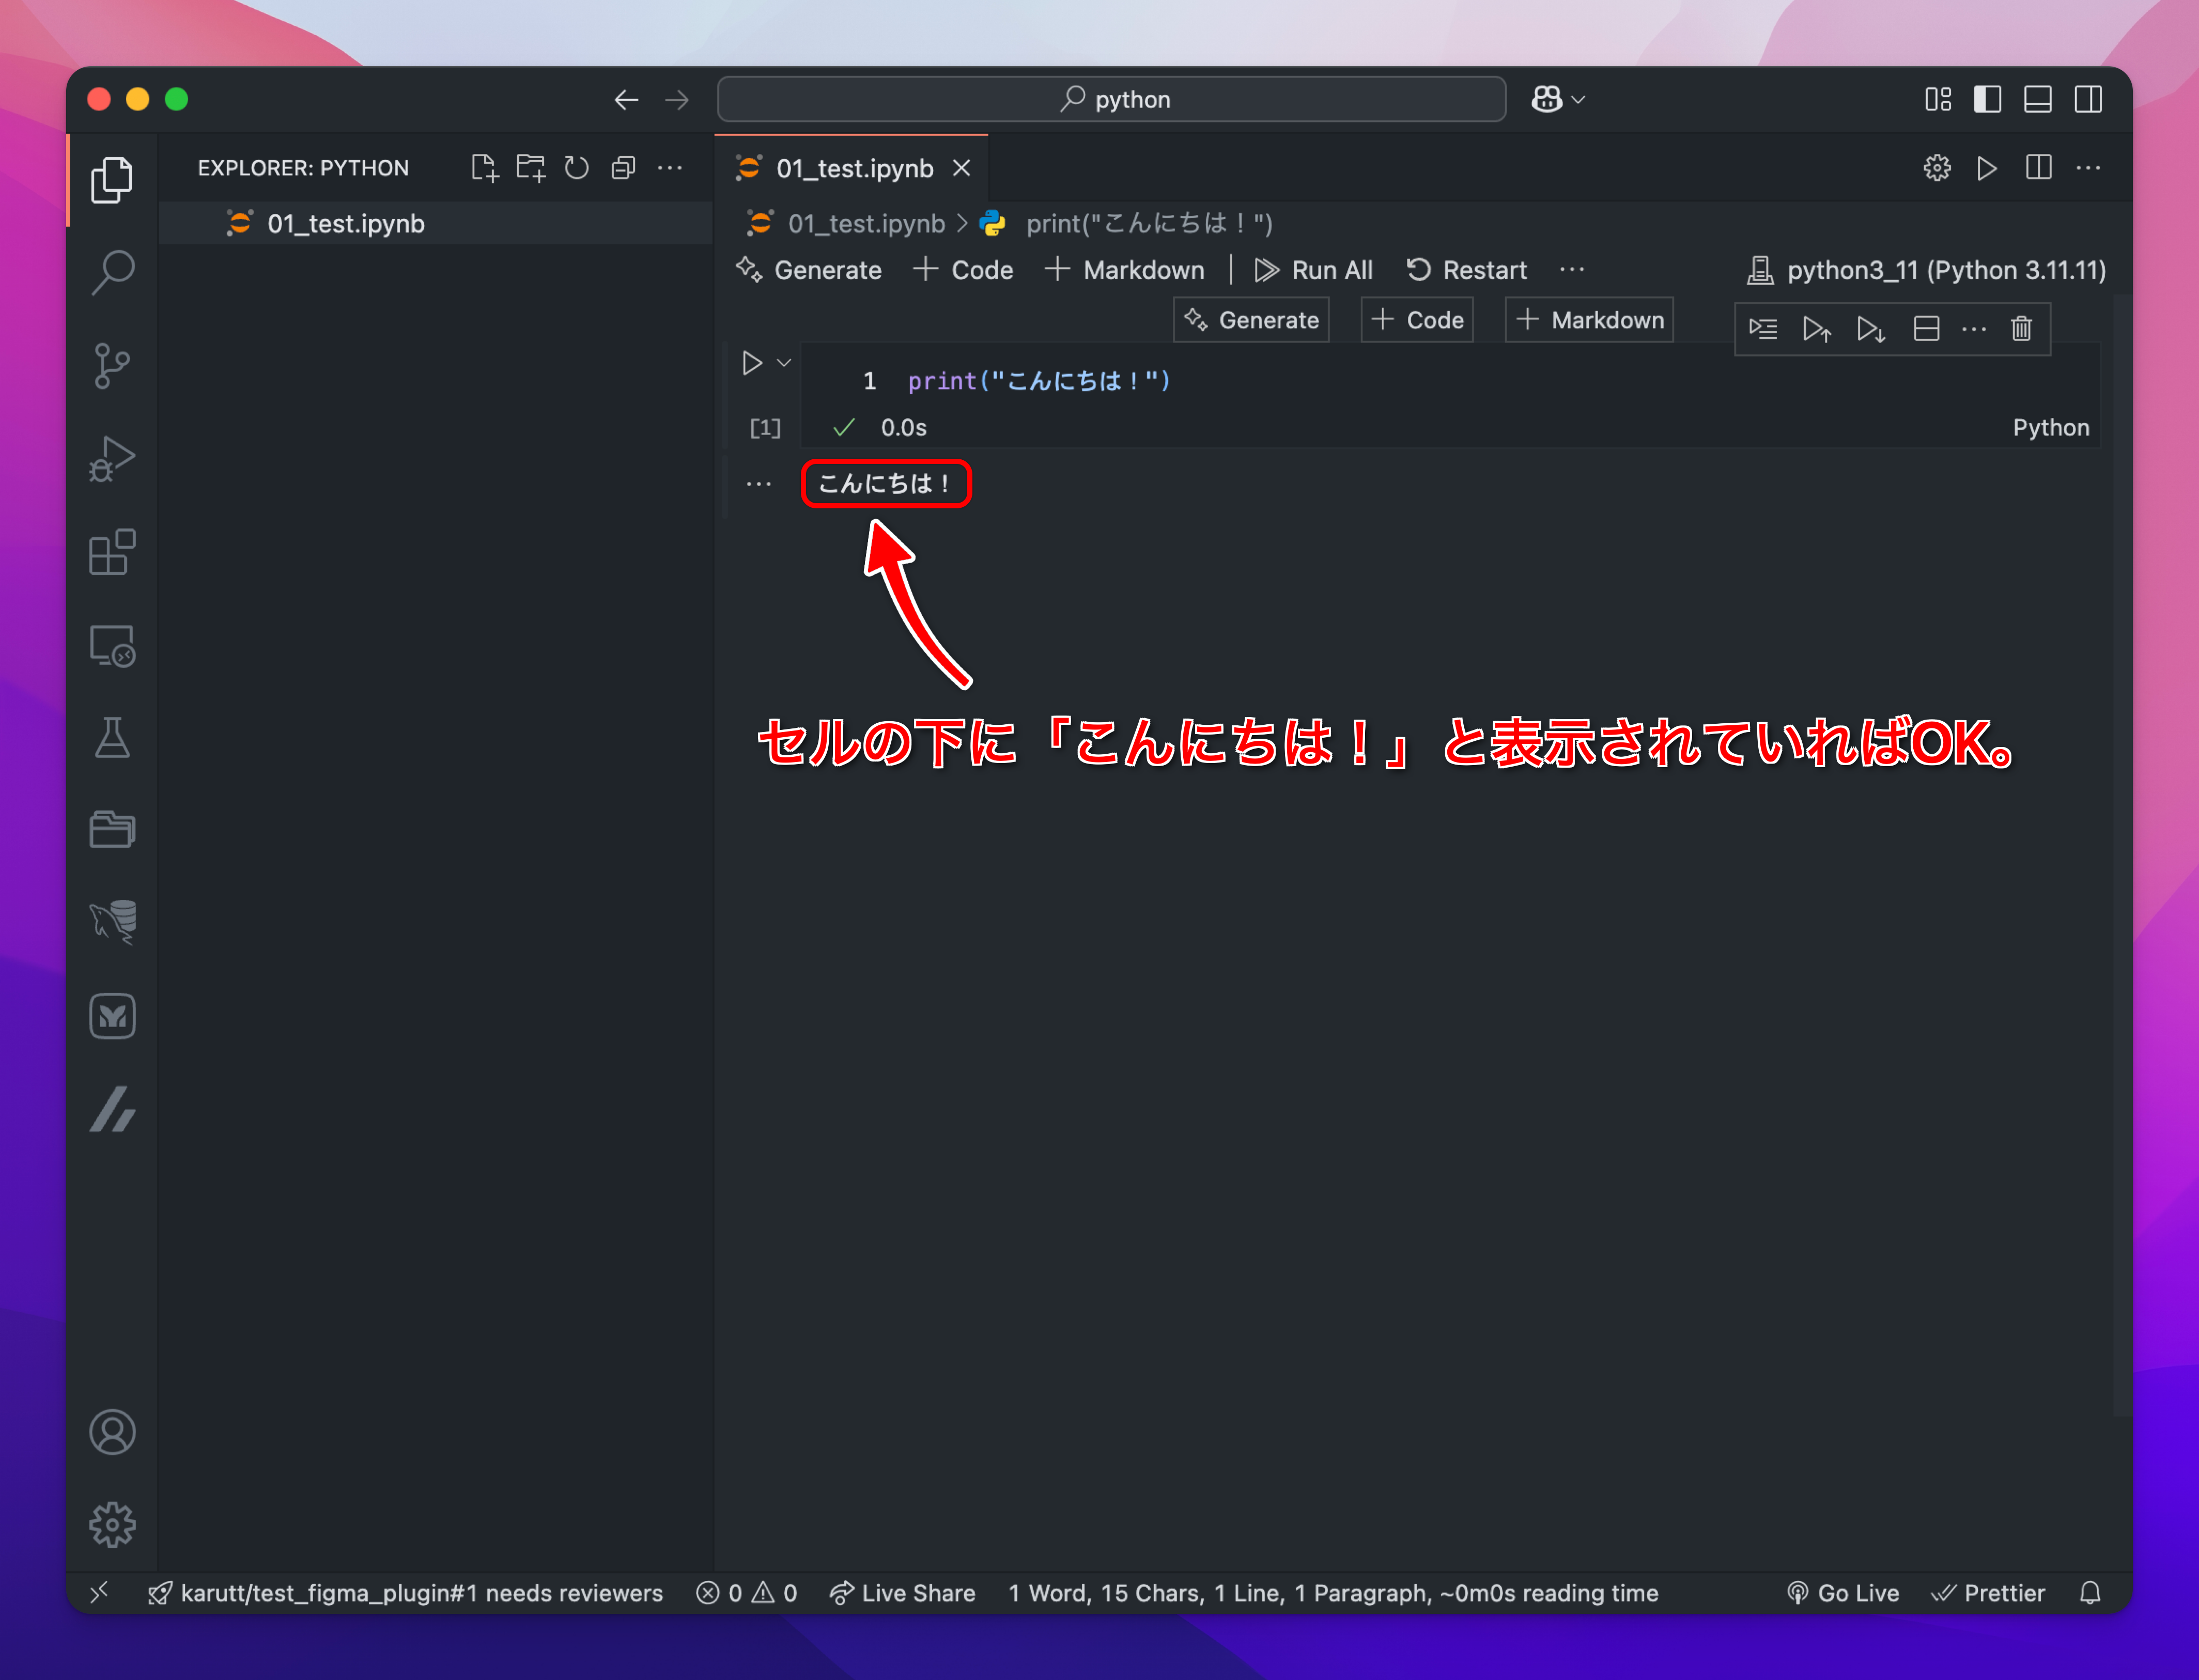 python
EXPLORER: PYTHON
01_test.ipynb
01_test.ipynb
01_test.ipynb > print("こんにちは！")
Generate + Code + Markdown | Run All Restart ... python3_11 (Python 3.11.11)
Generate + Code + Markdown
1 print("こんにちは！")
[1] ✓ 0.0s Python
... こんにちは！
セルの下に「こんにちは！」と表示されていればOK。
karutt/test_figma_plugin#1 needs reviewers 0 0 Live Share 1 Word, 15 Chars, 1 Line, 1 Paragraph, ~0m0s reading time Go Live Prettier